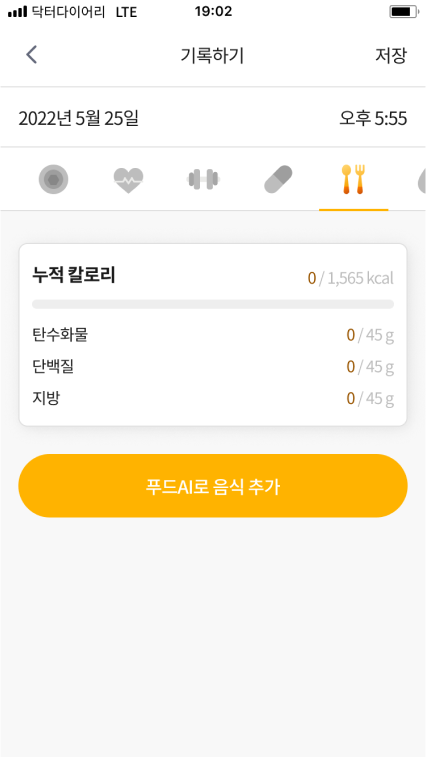 닥터다이어리 LTE 19:02
기록하기 저장
2022년 5월 25일 오후 5:55
누적 칼로리 0 / 1,565 kcal
탄수화물 0 / 45 g
단백질 0 / 45 g
지방 0 / 45 g
푸드AI로 음식 추가